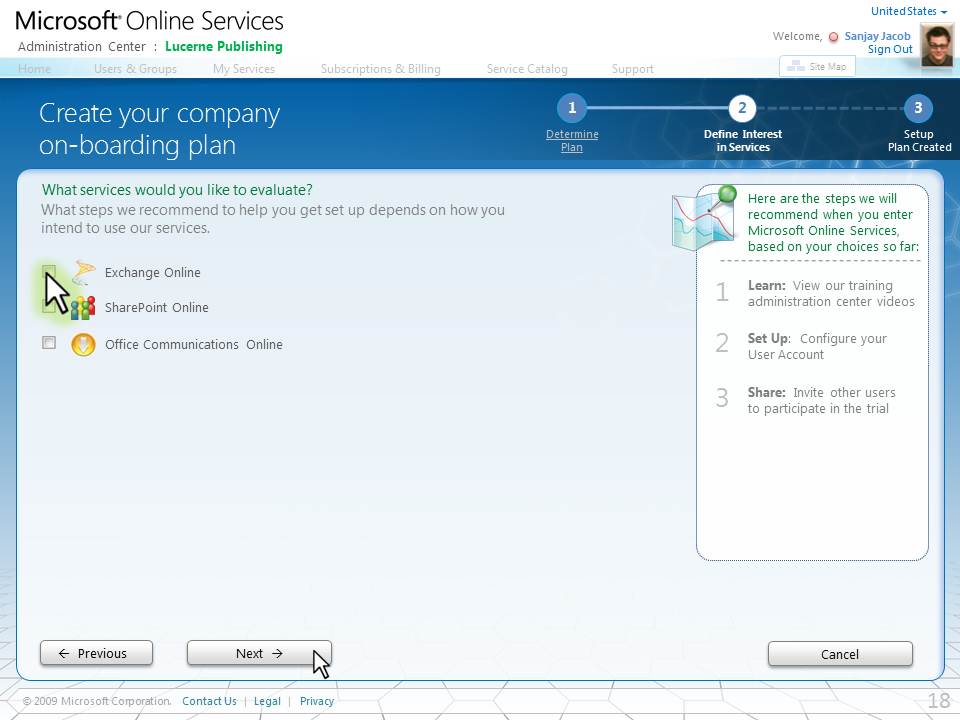 Microsoft® Online Services
United States
Administration Center : Lucerne Publishing
Welcome, Sanjay Jacob
Sign Out
Home Users & Groups My Services Subscriptions & Billing Service Catalog Support
Site Map
Create your company
on-boarding plan
1 2 3
Determine
Plan
Define Interest
in Services
Setup
Plan Created
What services would you like to evaluate?
What steps we recommend to help you get set up depends on how you
intend to use our services.
Exchange Online
SharePoint Online
Office Communications Online
Here are the steps we will
recommend when you enter
Microsoft Online Services,
based on your choices so far:
1 Learn: View our training
administration center videos
2 Set Up: Configure your
User Account
3 Share: Invite other users
to participate in the trial
← Previous
Next →
Cancel
© 2009 Microsoft Corporation. Contact Us | Legal | Privacy
18